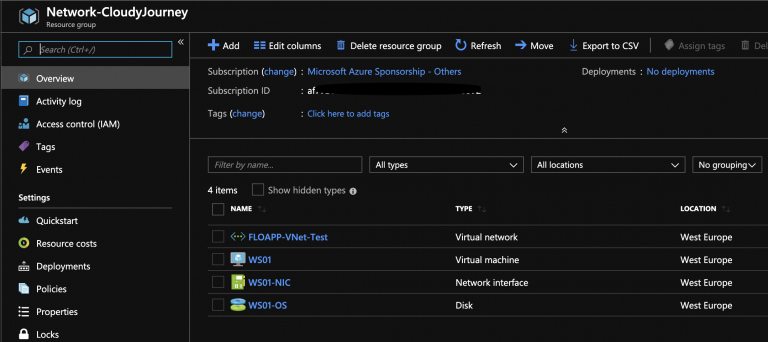 Network-CloudyJourney
Resource group
Search (Ctrl+/)
«
Add
Edit columns
Delete resource group
Refresh
Move
Export to CSV
Assign tags
Subscription (change) : Microsoft Azure Sponsorship - Others
Deployments : No deployments
Subscription ID :
Tags (change) : Click here to add tags
Overview
Activity log
Access control (IAM)
Tags
Events
Settings
Quickstart
Resource costs
Deployments
Policies
Properties
Locks
Filter by name...
All types
All locations
No grouping
4 items
Show hidden types
NAME TYPE LOCATION
FLOAPP-VNet-Test Virtual network West Europe
WS01 Virtual machine West Europe
WS01-NIC Network interface West Europe
WS01-OS Disk West Europe